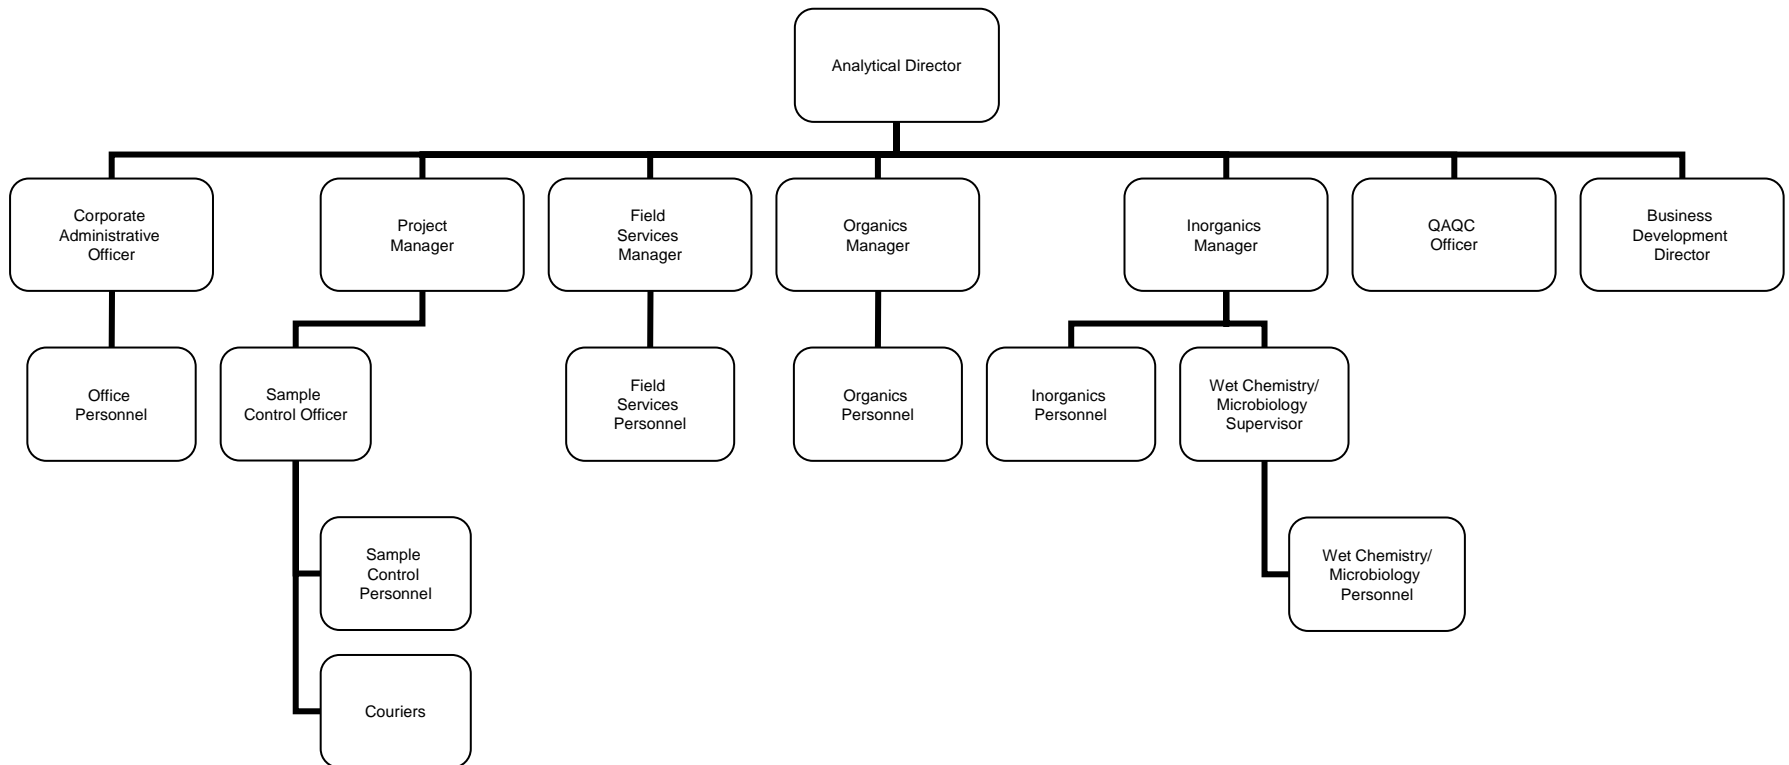 Analytical Director
Corporate
Administrative
Officer
Project
Manager
Field
Services
Manager
Organics
Manager
Inorganics
Manager
QAQC
Officer
Business
Development
Director
Office
Personnel
Sample
Control Officer
Field
Services
Personnel
Organics
Personnel
Inorganics
Personnel
Wet Chemistry/
Microbiology
Supervisor
Sample
Control
Personnel
Wet Chemistry/
Microbiology
Personnel
Couriers